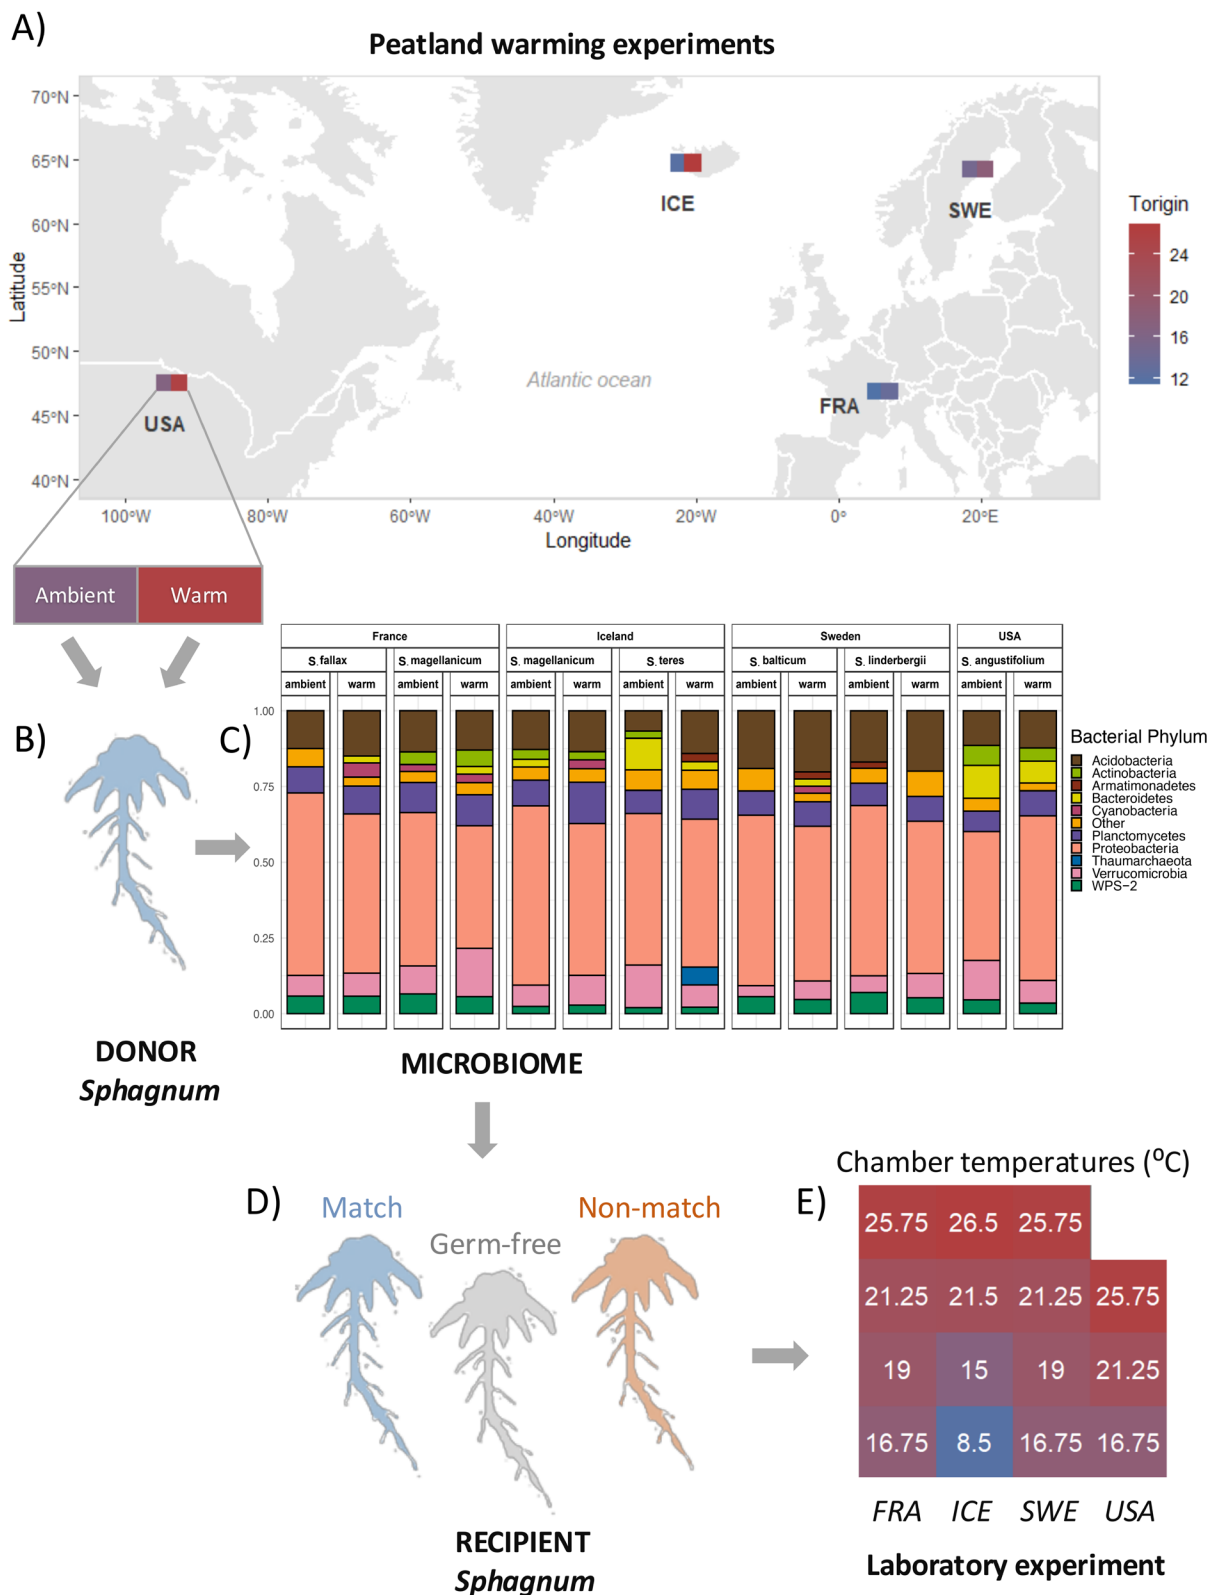 A)
Peatland warming experiments
70°N
65°N
60°N
55°N
50°N
45°N
40°N
Latitude
ICE
SWE
USA
FRA
Atlantic ocean
100°W 80°W 60°W 40°W 20°W 0° 20°E
Longitude
Torigin
24
20
16
12
Ambient Warm
B)
DONOR
Sphagnum
C)
France Iceland Sweden USA
S. fallax S. magellanicum S. magellanicum S. teres S. balticum S. linderbergii S. angustifolium
ambient warm ambient warm ambient warm ambient warm ambient warm ambient warm ambient warm
1.00
0.75
0.50
0.25
0.00
Bacterial Phylum
Acidobacteria
Actinobacteria
Armatimonadetes
Bacteroidetes
Cyanobacteria
Other
Planctomycetes
Proteobacteria
Thaumarchaeota
Verrucomicrobia
WPS-2
MICROBIOME
D)
Match
Germ-free
Non-match
RECIPIENT
Sphagnum
E)
Chamber temperatures (⁰C)
25.75 26.5 25.75
21.25 21.5 21.25 25.75
19 15 19 21.25
16.75 8.5 16.75 16.75
FRA ICE SWE USA
Laboratory experiment